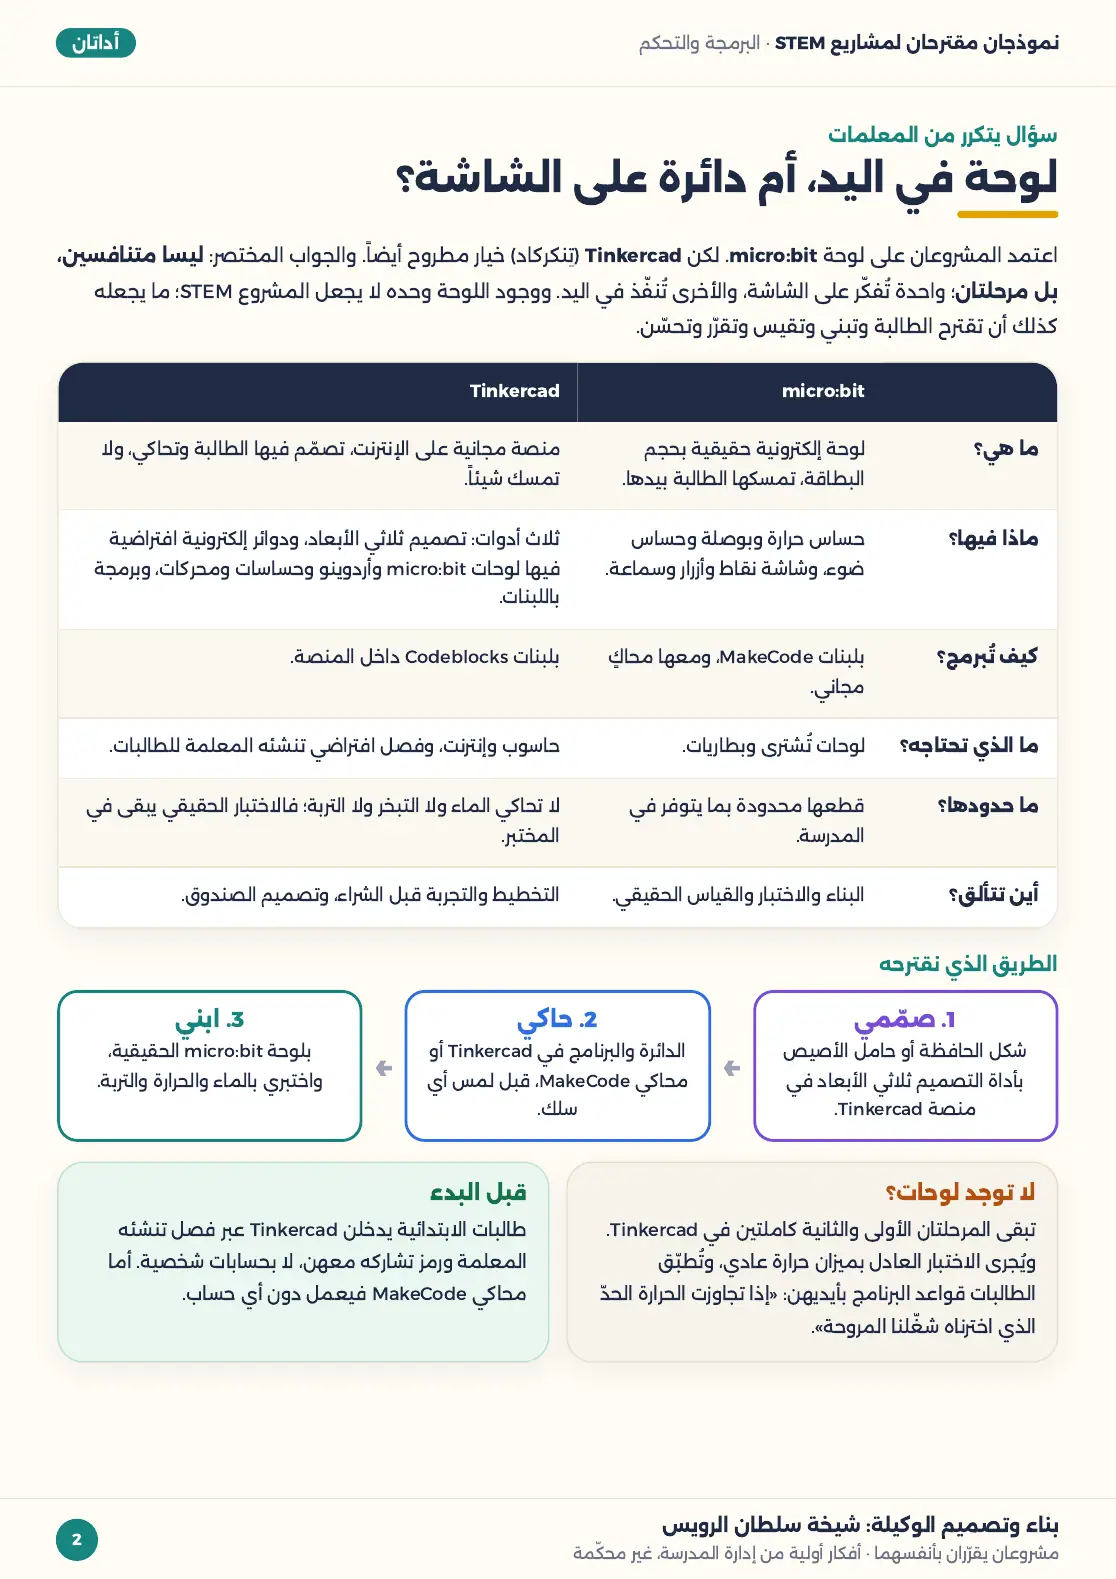 نموذجان مقترحان لمشاريع STEM · البرمجة والتحكم
أداتان
سؤال يتكرر من المعلمات
لوحة في اليد، أم دائرة على الشاشة؟
اعتمد المشروعان على لوحة micro:bit. لكن Tinkercad (تِنكركاد) خيار مطروح أيضاً. والجواب المختصر: ليسا متنافسين،
بل مرحلتان؛ واحدة تُفكّر على الشاشة، والأخرى تُنفّذ في اليد. ووجود اللوحة وحده لا يجعل المشروع STEM؛ ما يجعله
كذلك أن تقترح الطالبة وتبني وتقيس وتقرّر وتحسّن.
micro:bit
Tinkercad
ما هي؟
لوحة إلكترونية حقيقية بحجم
البطاقة، تمسكها الطالبة بيدها.
منصة مجانية على الإنترنت، تصمّم فيها الطالبة وتحاكي، ولا
تمسك شيئاً.
ماذا فيها؟
حساس حرارة وبوصلة وحساس
ضوء، وشاشة نقاط وأزرار وسماعة.
ثلاث أدوات: تصميم ثلاثي الأبعاد، ودوائر إلكترونية افتراضية
فيها لوحات micro:bit وأردوينو وحساسات ومحركات، وبرمجة
باللبنات.
كيف تُبرمج؟
بلبنات MakeCode، ومعها محاكٍ
مجاني.
بلبنات Codeblocks داخل المنصة.
ما الذي تحتاجه؟
لوحات تُشترى وبطاريات.
حاسوب وإنترنت، وفصل افتراضي تنشئه المعلمة للطالبات.
ما حدودها؟
قطعها محدودة بما يتوفر في
المدرسة.
لا تحاكي الماء ولا التبخر ولا التربة؛ فالاختبار الحقيقي يبقى في
المختبر.
أين تتألق؟
البناء والاختبار والقياس الحقيقي.
التخطيط والتجربة قبل الشراء، وتصميم الصندوق.
الطريق الذي نقترحه
1. صمّمي
شكل الحافظة أو حامل الأصيص
بأداة التصميم ثلاثي الأبعاد في
منصة Tinkercad.
←
2. حاكي
الدائرة والبرنامج في Tinkercad أو
محاكي MakeCode، قبل لمس أي
سلك.
←
3. ابني
بلوحة micro:bit الحقيقية،
واختبري بالماء والحرارة والتربة.
لا توجد لوحات؟
تبقى المرحلتان الأولى والثانية كاملتين في Tinkercad.
ويُجرى الاختبار العادل بميزان حرارة عادي، وتُطبّق
الطالبات قواعد البرنامج بأيديهن: «إذا تجاوزت الحرارة الحدّ
الذي اخترناه شغّلنا المروحة».
قبل البدء
طالبات الابتدائية يدخلن Tinkercad عبر فصل تنشئه
المعلمة ورمز تشاركه معهن، لا بحسابات شخصية. أما
محاكي MakeCode فيعمل دون أي حساب.
بناء وتصميم الوكيلة: شيخة سلطان الرويس
مشروعان يقرّران بأنفسهما · أفكار أولية من إدارة المدرسة، غير محكّمة
2